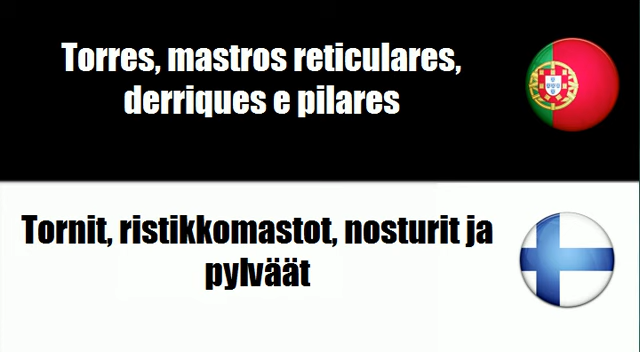 Torres, mastros reticulares,
derriques e pilares
Tornit, ristikkomastot, nosturit ja
pylväät